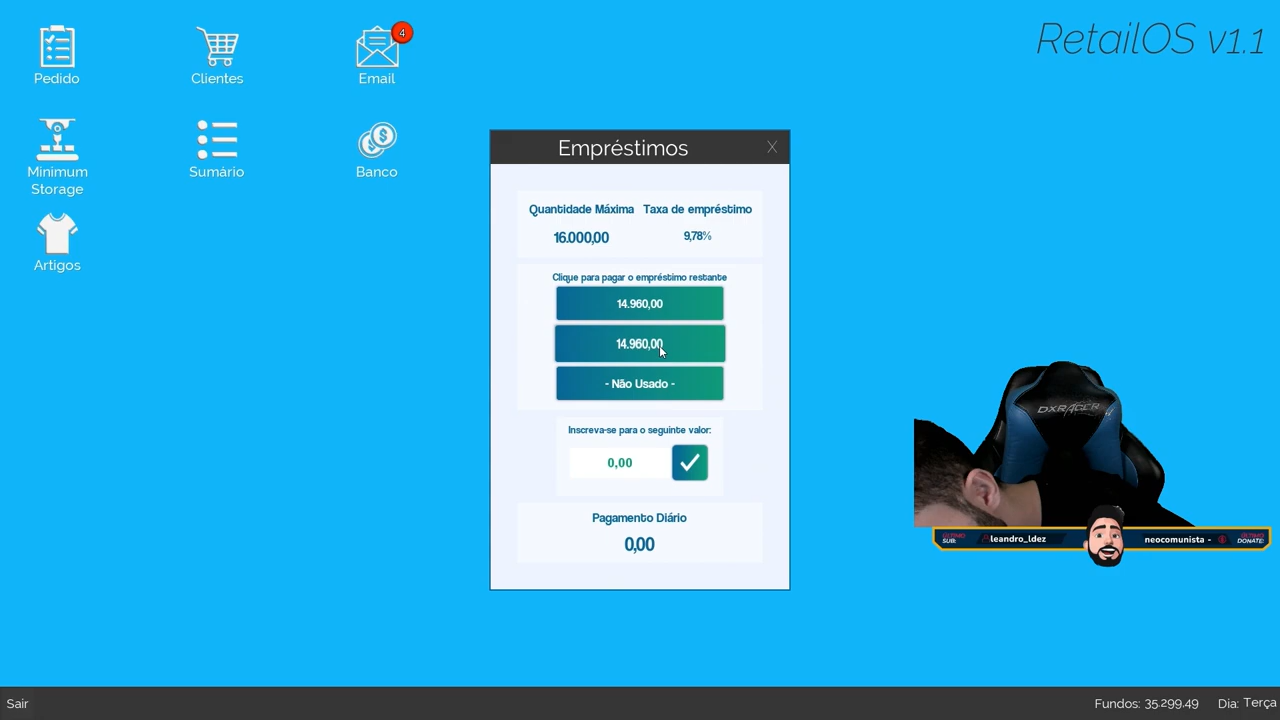 RetailOS v1.1
Pedido
Clientes
4
Email
Minimum
Storage
Sumário
Banco
Artigos
Empréstimos
X
Quantidade Máxima
Taxa de empréstimo
16.000,00
9,78%
Clique para pagar o empréstimo restante
14.960,00
14.960,00
- Não Usado -
Inscreva-se para o seguinte valor:
0,00
Pagamento Diário
0,00
DXRACER
ÚLTIMO
SUB:
leandro_ldez
neocomunista -
ÚLTIMO
DONATE:
Sair
Fundos: 35.299,49
Dia: Terça